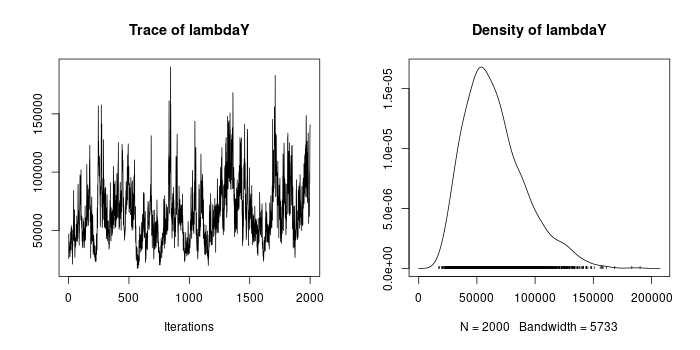 Trace of lambdaY
150000
100000
50000
0
500
1000
1500
2000
Iterations
Density of lambdaY
1.5e-05
1.0e-05
5.0e-06
0.0e+00
0
50000
100000
150000
200000
N = 2000 Bandwidth = 5733